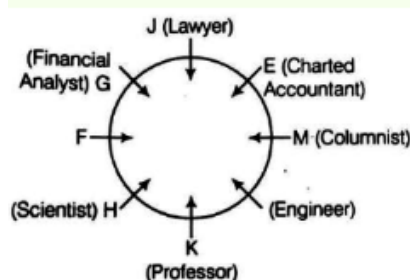 J (Lawyer)
(Financial
Analyst) G
E (Charted
Accountant)
F
M (Columnist)
(Scientist) H
(Engineer)
K
(Professor)